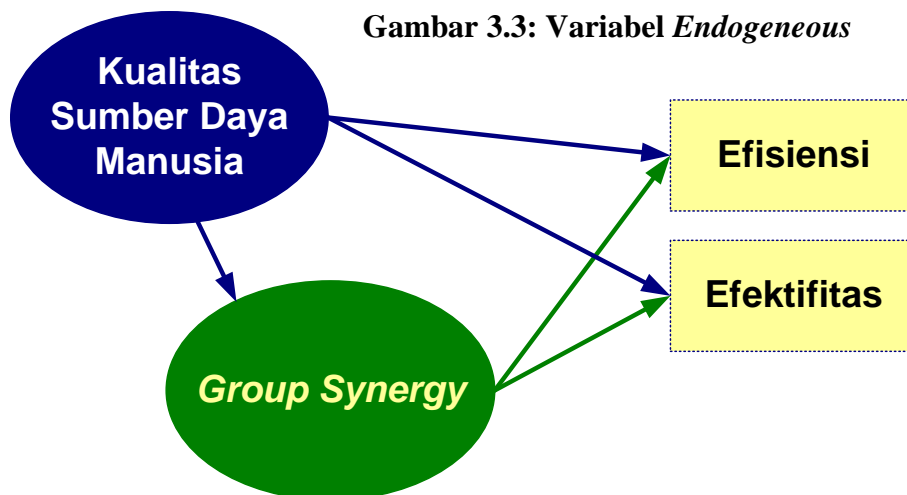 Gambar 3.3: Variabel Endogeneous
Kualitas
Sumber Daya
Manusia
Efisiensi
Efektifitas
Group Synergy